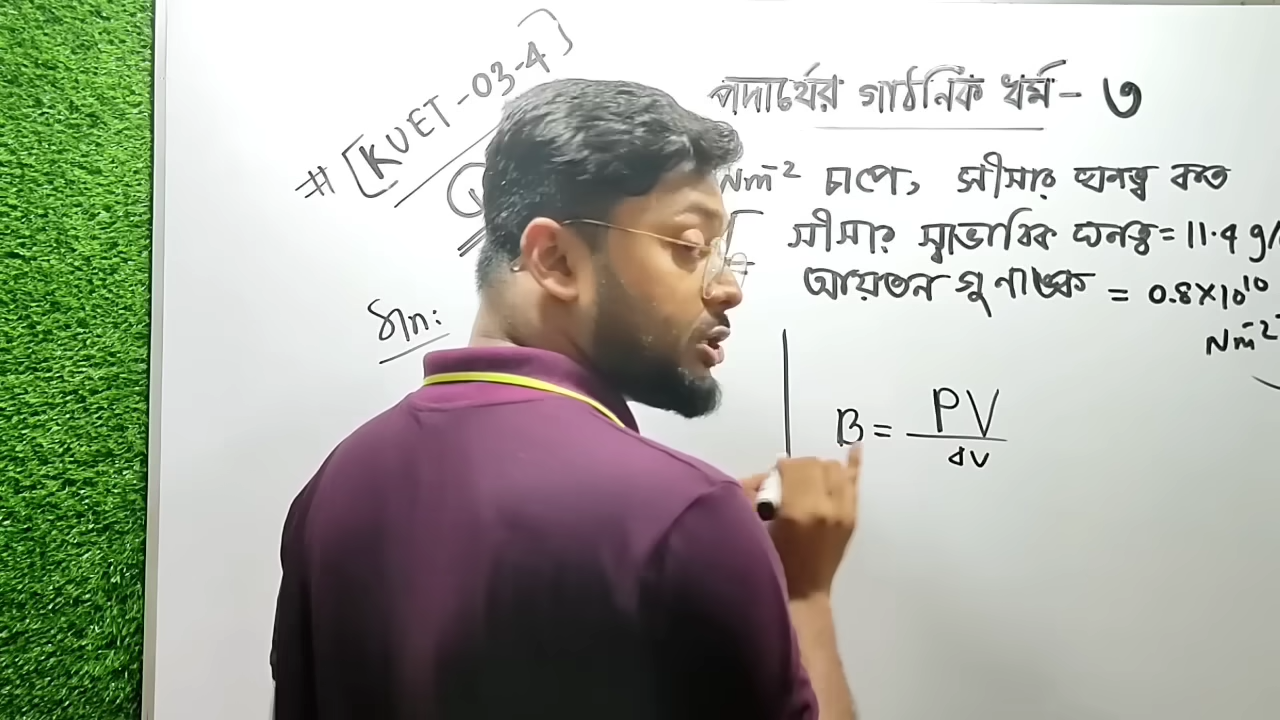 # [KUET-03-4]
পদার্থের গাঠনিক ধর্ম - ৩
Q
Nm⁻² চাপে, সীসার ঘনত্ব কত
সীসার স্বাভাবিক ঘনত্ব = 11.4 g/
আয়তন গুণাঙ্ক = 0.8×10¹⁰
Nm⁻²
Sln:
B = PV
ΔV